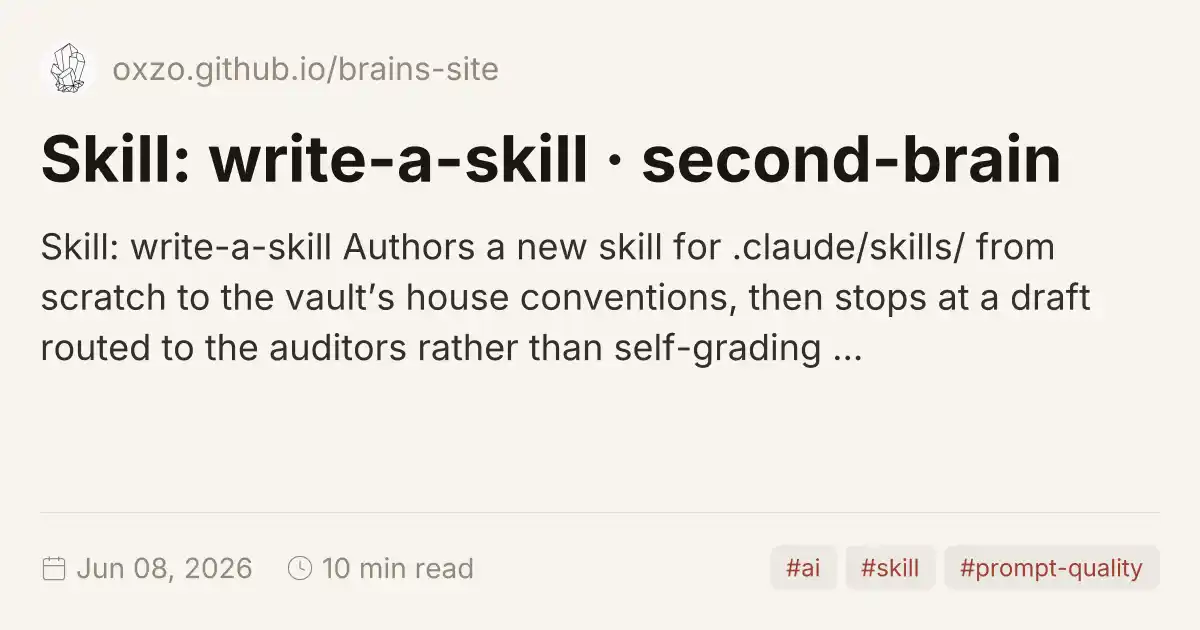 oxzo.github.io/brains-site
Skill: write-a-skill · second-brain
Skill: write-a-skill Authors a new skill for .claude/skills/ from
scratch to the vault’s house conventions, then stops at a draft
routed to the auditors rather than self-grading ...
Jun 08, 2026 10 min read #ai #skill #prompt-quality